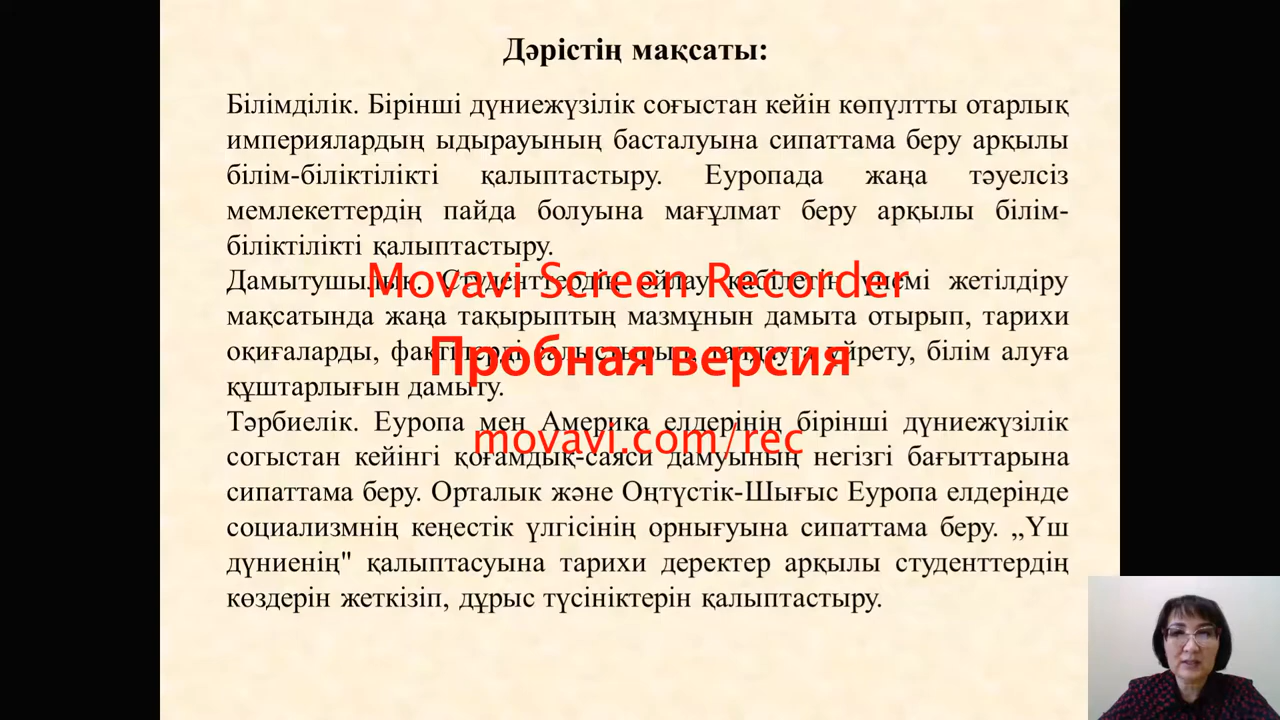 Дәрістің мақсаты:
Білімділік. Бірінші дүниежүзілік соғыстан кейін көпұлтты отарлық
империялардың ыдырауының басталуына сипаттама беру арқылы
білім-біліктілікті қалыптастыру. Еуропада жаңа тәуелсіз
мемлекеттердің пайда болуына мағұлмат беру арқылы білім-
біліктілікті қалыптастыру.
Дамытушылық. Студенттердің ойлау қабілетін үнемі жетілдіру
Movavi Screen Recorder
мақсатында жаңа тақырыптың мазмұнын дамыта отырып, тарихи
оқиғаларды, фактілерді салыстырып, талдауға үйрету, білім алуға
Пробная версия
құштарлығын дамыту.
Тәрбиелік. Еуропа мен Америка елдерінің бірінші дүниежүзілік
movavi.com/rec
согыстан кейінгі қоғамдық-саяси дамуының негізгі бағыттарына
сипаттама беру. Орталык және Оңтүстік-Шығыс Еуропа елдерінде
социализмнің кеңестік үлгісінің орнығуына сипаттама беру. „Үш
дүниенің" қалыптасуына тарихи деректер арқылы студенттердің
көздерін жеткізіп, дұрыс түсініктерін қалыптастыру.